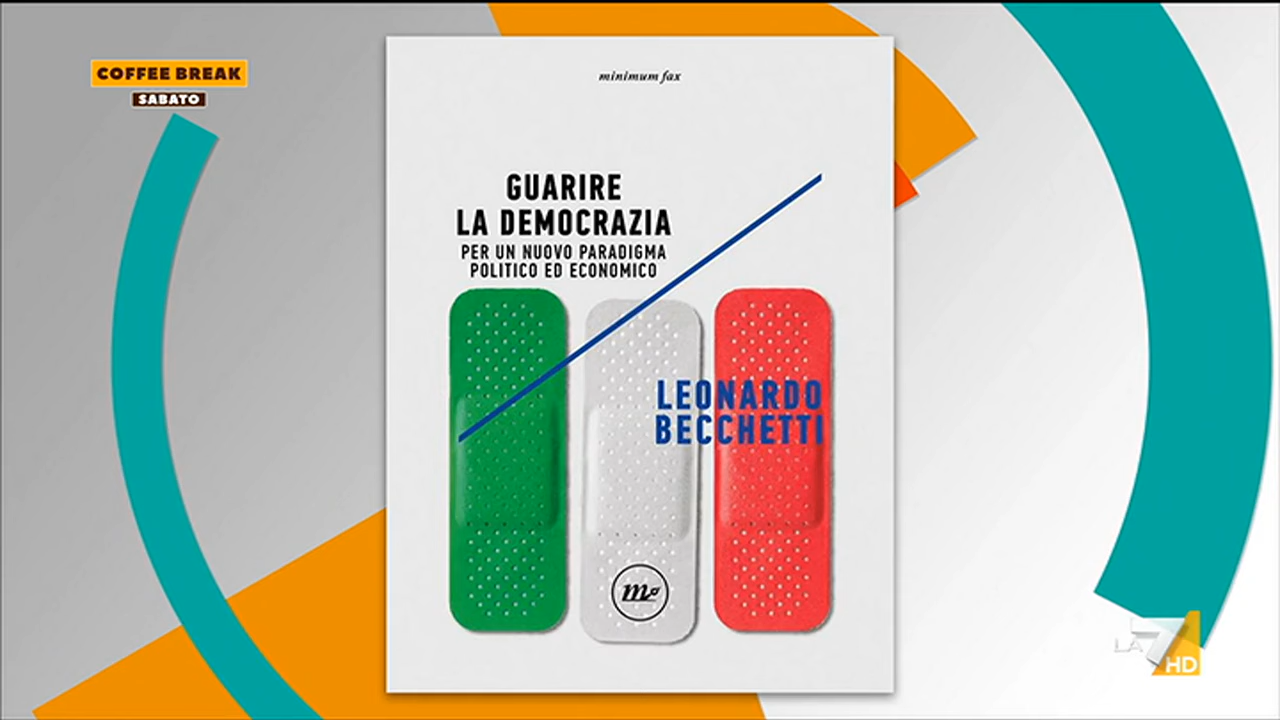 COFFEE BREAK
SABATO
minimum fax
GUARIRE
LA DEMOCRAZIA
PER UN NUOVO PARADIGMA
POLITICO ED ECONOMICO
LEONARDO
BECCHETTI
m
LA7
HD